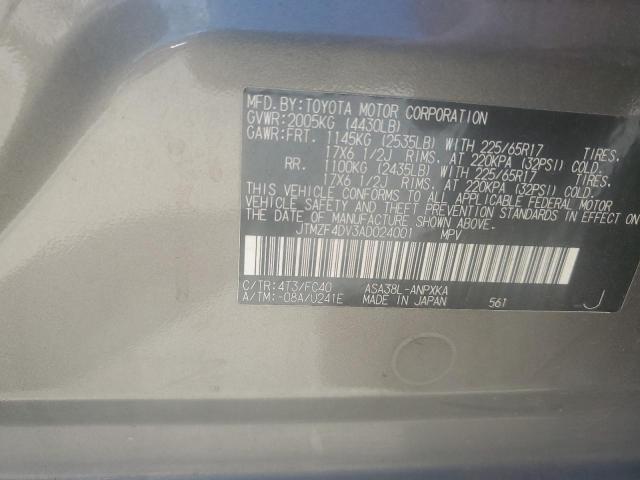 MFD.BY:TOYOTA MOTOR CORPORATION
GVWR:2005KG (4430LB)
GAWR:FRT. 1145KG (2535LB) WITH 225/65R17 TIRES.
17X6 1/2J RIMS. AT 220KPA (32PSI) COLD.
RR. 1100KG (2435LB) WITH 225/65R17 TIRES.
17X6 1/2J RIMS. AT 220KPA (32PSI) COLD.
THIS VEHICLE CONFORMS TO ALL APPLICABLE FEDERAL MOTOR
VEHICLE SAFETY AND THEFT PREVENTION STANDARDS IN EFFECT ON
THE DATE OF MANUFACTURE SHOWN ABOVE.
JTMZF4DV3AD024001 MPV
C/TR:4T3/FC40 ASA38L-ANPXKA
A/TM:-08A/U241E MADE IN JAPAN 561 J